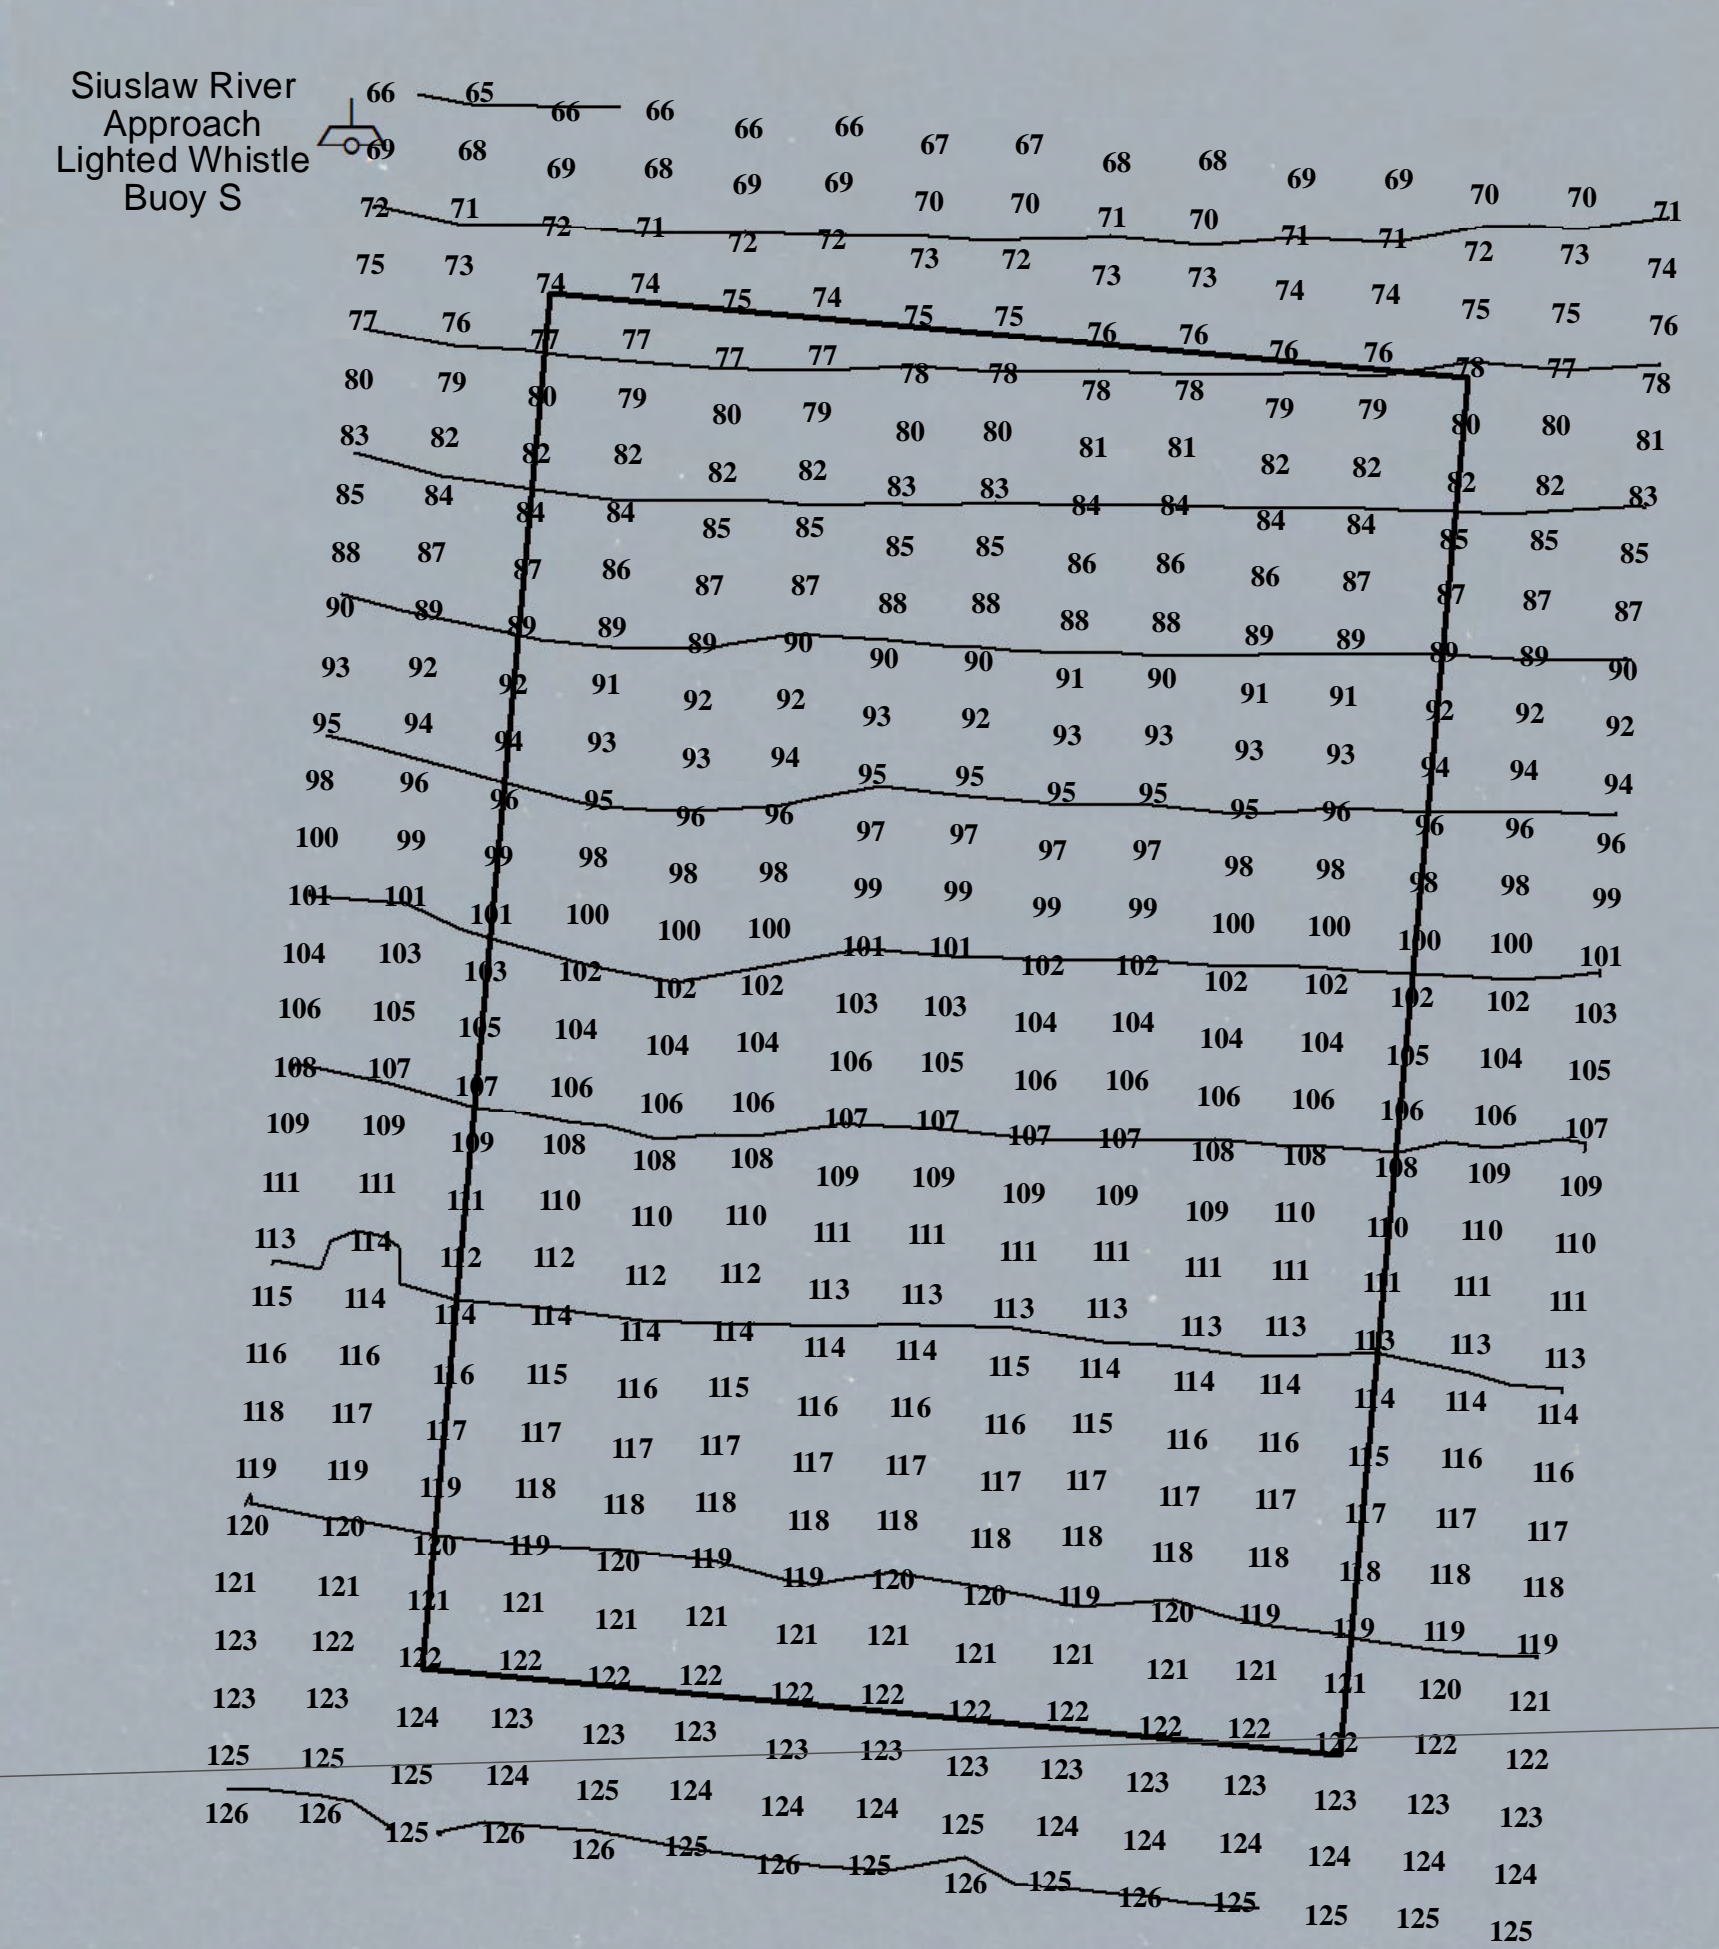 Siuslaw River
Approach
Lighted Whistle
Buoy S
66 65 66 66 66 66 67 67 68 68 69 69 70 70 71
69 68 69 68 69 69 70 70 71 70 71 71 72 73 74
72 71 72 71 72 72 73 72 73 73 74 74 75 75 76
75 73 74 74 75 74 75 75 76 76 76 76 78 77 78
77 76 77 77 77 77 78 78 78 78 79 79 80 80 81
80 79 80 79 80 79 80 80 81 81 82 82 82 82 83
83 82 82 82 82 82 83 83 84 84 84 84 85 85 85
85 84 84 84 85 85 85 85 86 86 86 87 87 87 87
88 87 87 86 87 87 88 88 88 88 89 89 89 89 90
90 89 89 89 89 90 90 90 91 90 91 91 92 92 92
93 92 92 91 92 92 93 92 93 93 93 93 94 94 94
95 94 94 93 93 94 95 95 95 95 95 96 96 96 96
98 96 96 95 96 96 97 97 97 97 98 98 98 98 99
100 99 99 98 98 98 99 99 99 99 100 100 100 100 101
101 101 101 100 100 100 101 101 102 102 102 102 102 102 103
104 103 103 102 102 102 103 103 104 104 104 104 105 104 105
106 105 105 104 104 104 106 105 106 106 106 106 106 106 107
108 107 107 106 106 106 107 107 107 107 108 108 108 109 109
109 109 109 108 108 108 109 109 109 109 109 110 110 110 110
111 111 111 110 110 110 111 111 111 111 111 111 111 111 111
113 114 112 112 112 112 113 113 113 113 113 113 113 113 113
115 114 114 114 114 114 114 114 115 114 114 114 114 114 114
116 116 116 115 116 115 116 116 116 115 116 116 115 116 116
118 117 117 117 117 117 117 117 117 117 117 117 117 117 117
119 119 119 118 118 118 118 118 118 118 118 118 118 118 118
120 120 120 119 120 119 119 120 120 119 120 119 119 119 119
121 121 121 121 121 121 121 121 121 121 121 121 121 120 121
123 122 122 122 122 122 122 122 122 122 122 122 122 122 122
123 123 124 123 123 123 123 123 123 123 123 123 123 123 123
125 125 125 124 125 124 124 124 125 124 124 124 124 124 124
126 126 125 126 126 125 126 125 126 125 126 125 125 125 125